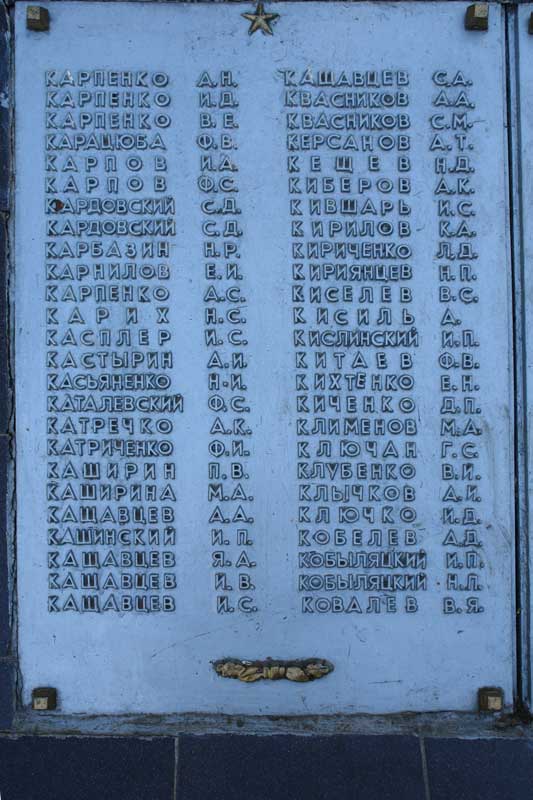 КАРПЕНКО А.Н.
КАРПЕНКО И.Д.
КАРПЕНКО В.Е.
КАРАЦЮБА Ф.В.
КАРПОВ И.А.
КАРПОВ Ф.С.
КАРДОВСКИЙ С.Д.
КАРДОВСКИЙ С.Д.
КАРБАЗИН Н.Р.
КАРНИЛОВ Е.И.
КАРПЕНКО А.С.
КАРИХ Н.С.
КАСПЛЕР И.С.
КАСТЫРИН А.И.
КАСЬЯНЕНКО Н.И.
КАТАЛЕВСКИЙ Ф.С.
КАТРЕЧКО А.К.
КАТРИЧЕНКО Ф.И.
КАШИРИН П.В.
КАШИРИНА М.А.
КАЩАВЦЕВ А.А.
КАШИНСКИЙ И.П.
КАЩАВЦЕВ Я.А.
КАЩАВЦЕВ И.В.
КАЩАВЦЕВ И.С.
КАЩАВЦЕВ С.А.
КВАСНИКОВ А.А.
КВАСНИКОВ С.М.
КЕРСАНОВ А.Т.
КЕЩЕВ Н.Д.
КИБЕРОВ А.К.
КИВШАРЬ И.С.
КИРИЛОВ К.А.
КИРИЧЕНКО Л.Д.
КИРИЯНЦЕВ Н.П.
КИСЕЛЕВ В.С.
КИСИЛЬ А.
КИСЛИНСКИЙ И.П.
КИТАЕВ Ф.В.
КИХТЕНКО Е.Н.
КИЧЕНКО Д.П.
КЛИМЕНОВ М.А.
КЛЮЧАН Г.С.
КЛУБЕНКО В.И.
КЛЫЧКОВ А.И.
КЛЮЧКО И.Д.
КОБЕЛЕВ А.Д.
КОБЫЛЯЦКИЙ И.П.
КОБЫЛЯЦКИЙ Н.П.
КОВАЛЕВ В.Я.